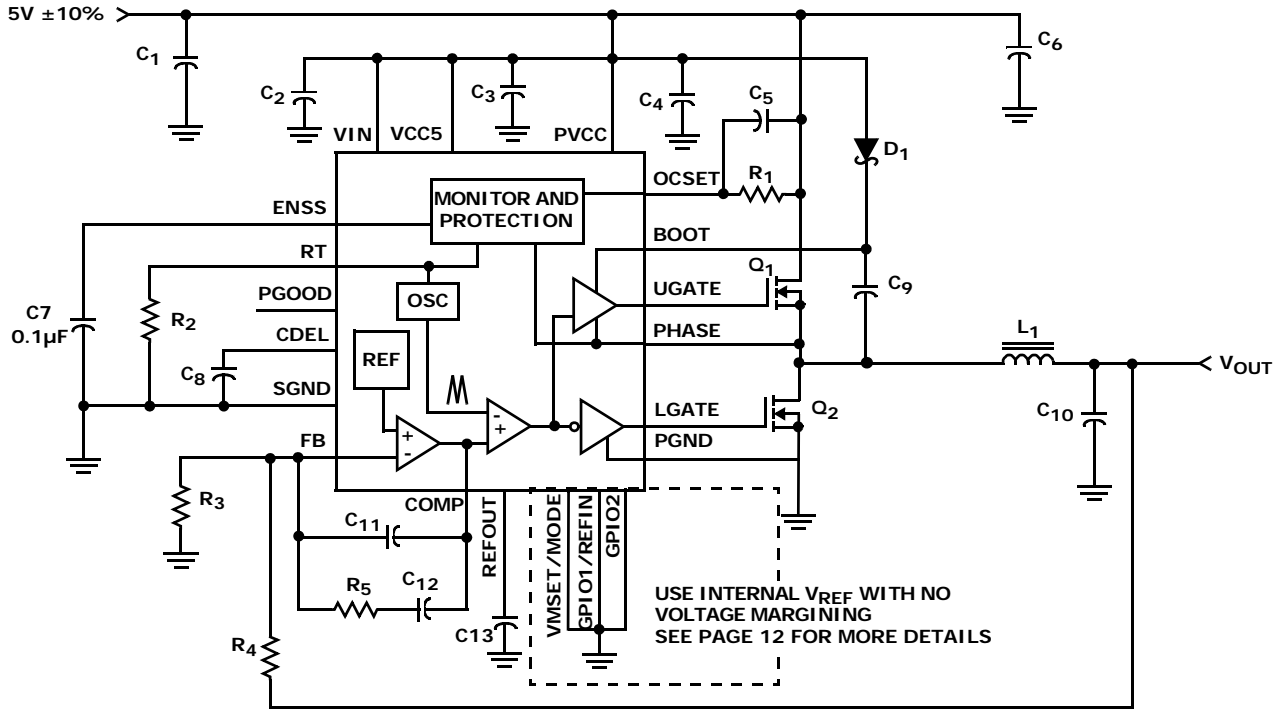 5V ±10%
C1
C6
C2
C3
C4
C5
VIN
VCC5
PVCC
D1
OCSET
R1
MONITOR AND
PROTECTION
ENSS
BOOT
RT
Q1
C9
OSC
UGATE
PGOOD
C7
0.1µF
R2
PHASE
L1
CDEL
REF
VOUT
C8
SGND
LGATE
Q2
C10
PGND
FB
+
-
-
+
R3
COMP
REFOUT
VMSET/MODE
GPIO1/REFIN
GPIO2
C11
R5
C12
C13
USE INTERNAL VREF WITH NO
VOLTAGE MARGINING
SEE PAGE 12 FOR MORE DETAILS
R4